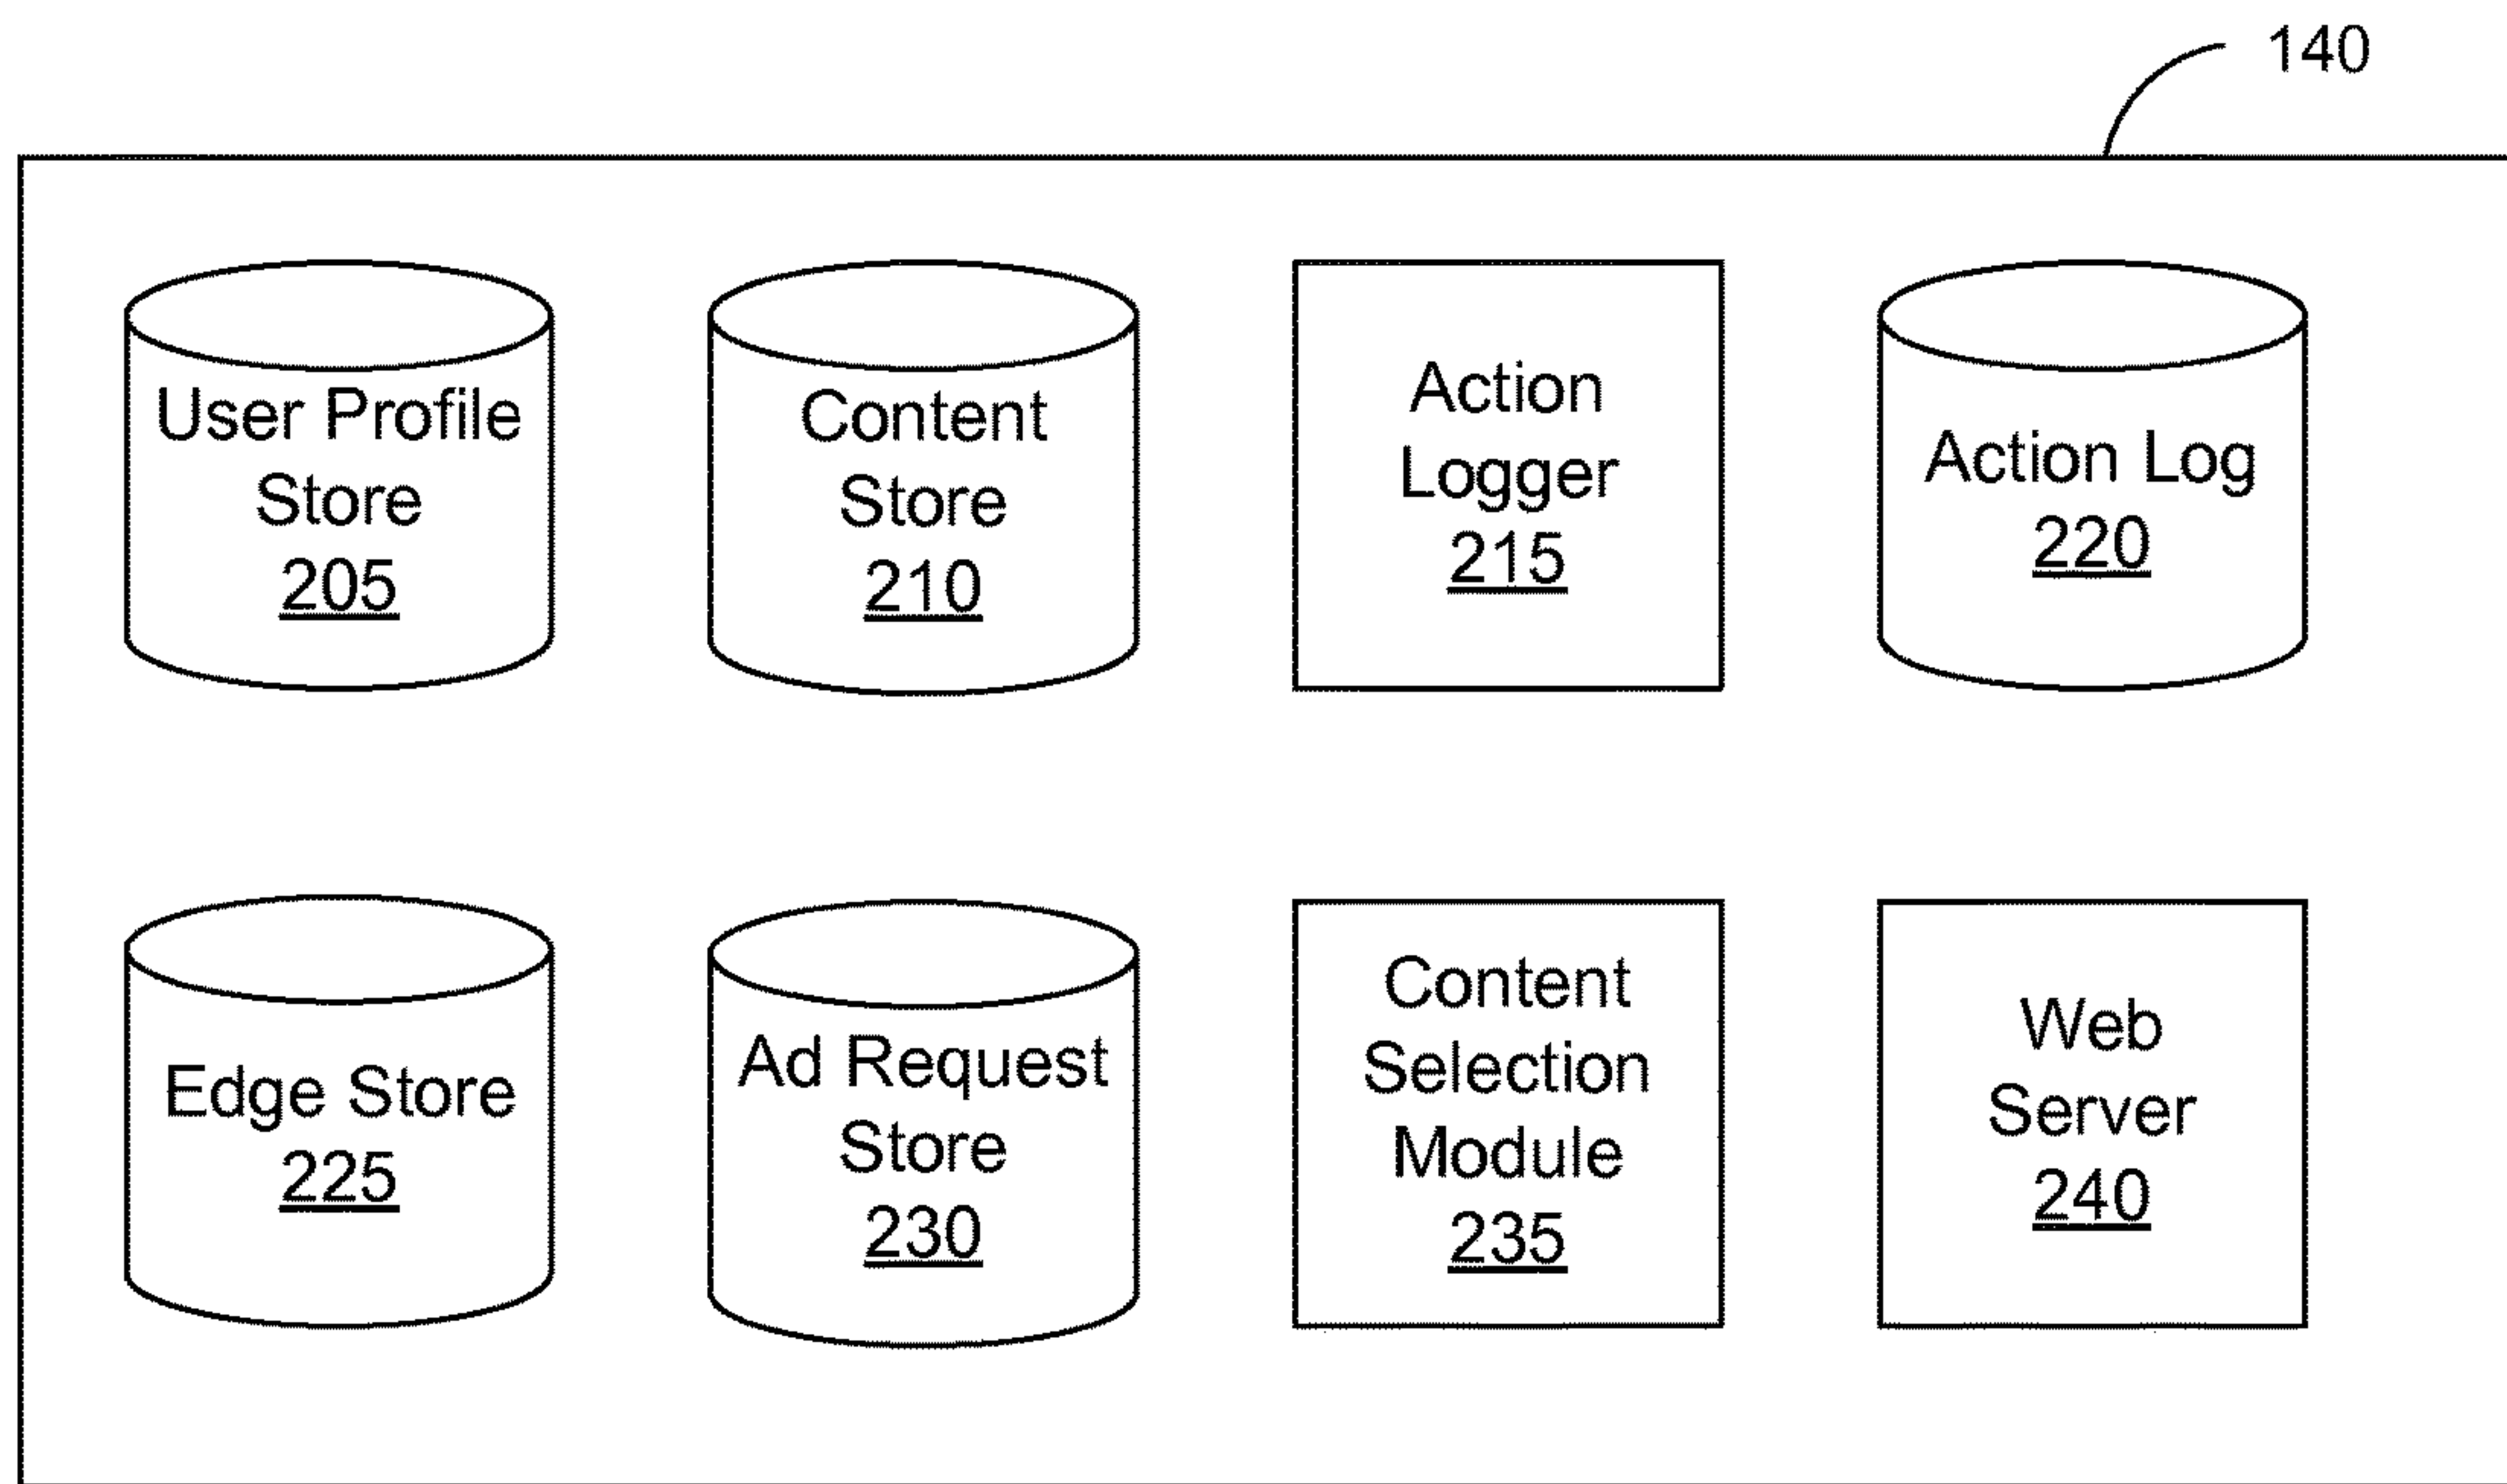 140
User Profile
Store
205
Content
Store
210
Action
Logger
215
Action Log
220
Edge Store
225
Ad Request
Store
230
Content
Selection
Module
235
Web
Server
240